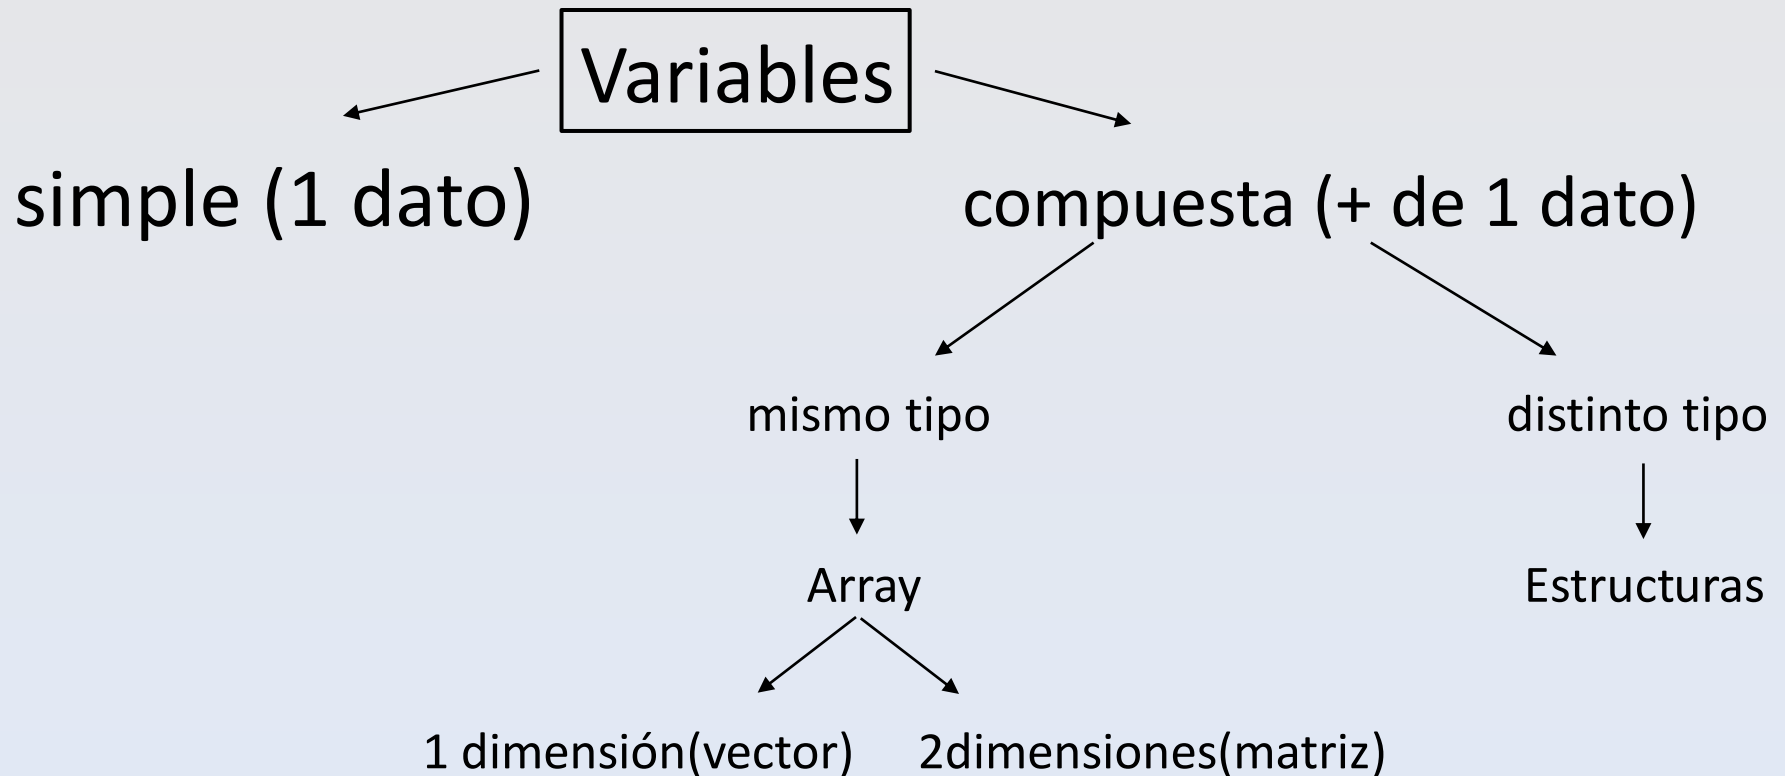 Variables
simple (1 dato)
compuesta (+ de 1 dato)
mismo tipo
distinto tipo
Array
Estructuras
1 dimensión(vector)
2dimensiones(matriz)